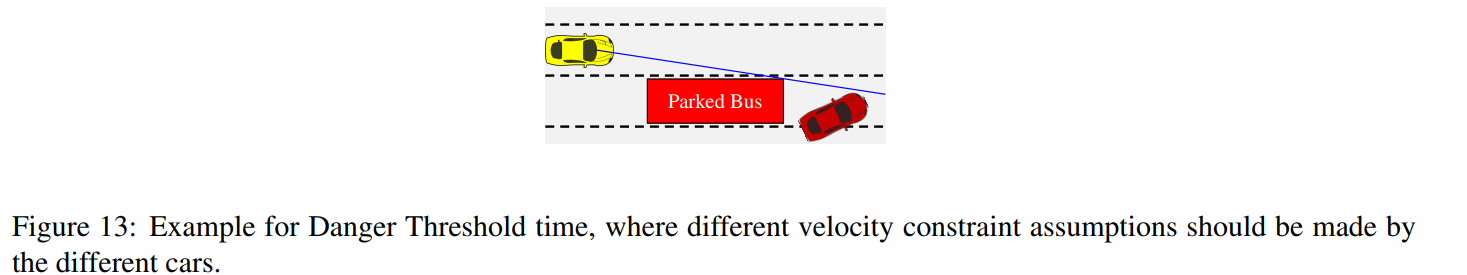 Parked Bus
Figure 13: Example for Danger Threshold time, where different velocity constraint assumptions should be made by
the different cars.